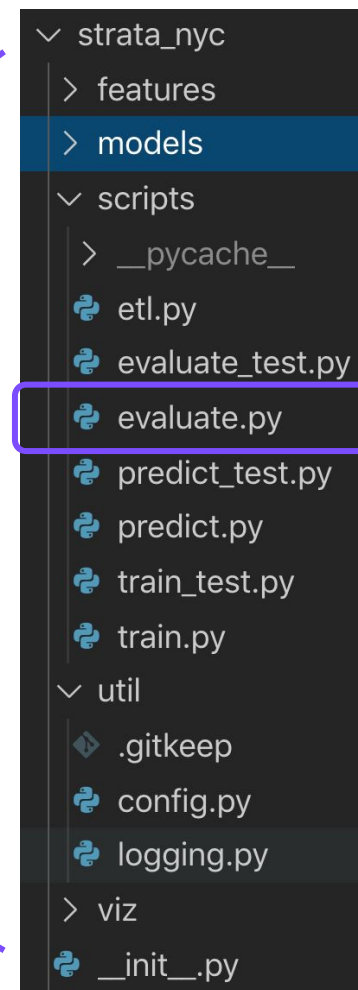 strata_nyc
features
models
scripts
__pycache__
etl.py
evaluate_test.py
evaluate.py
predict_test.py
predict.py
train_test.py
train.py
util
.gitkeep
config.py
logging.py
viz
__init__.py